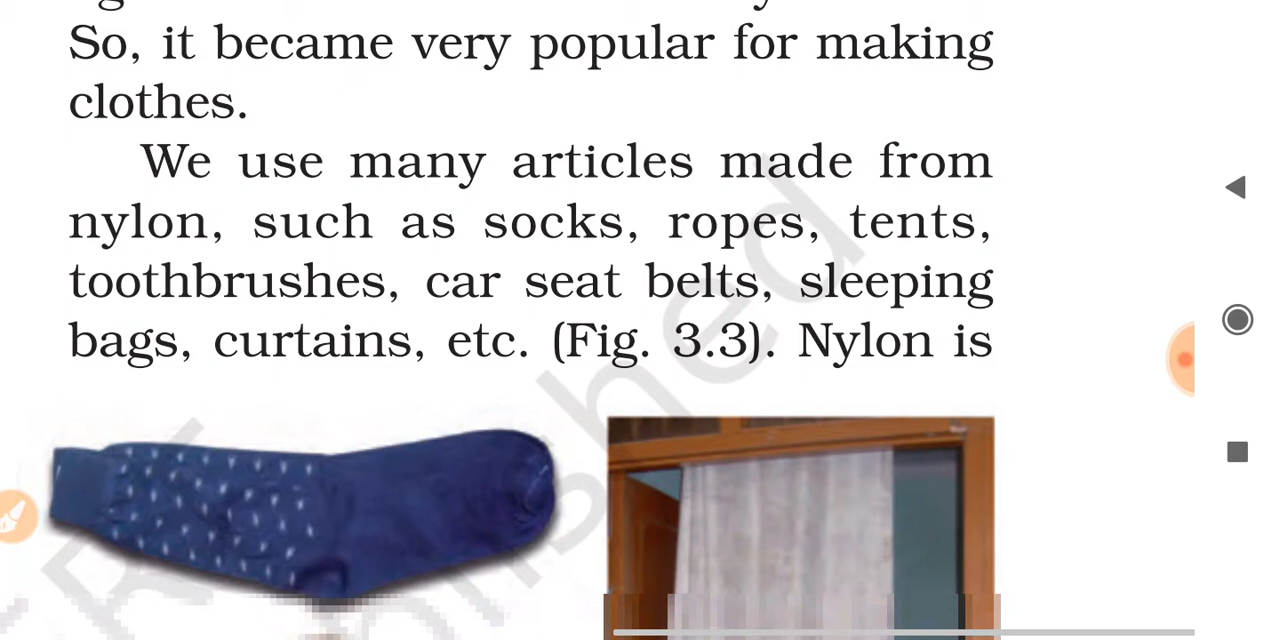 So, it became very popular for making
clothes.
We use many articles made from
nylon, such as socks, ropes, tents,
toothbrushes, car seat belts, sleeping
bags, curtains, etc. (Fig. 3.3). Nylon is